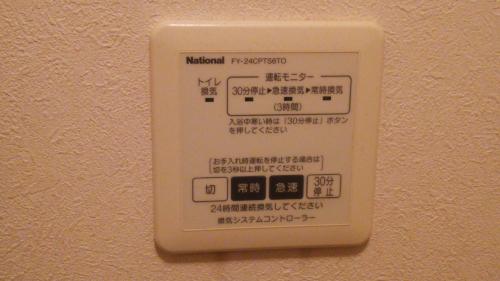 National FY-24CPTS6TO
トイレ
換気
運転モニター
30分停止▶急速換気▶常時換気
(3時間)
入浴中寒い時は「30分停止」ボタン
を押してください
お手入れ時運転を停止する場合は
切を3秒以上押してください
切 常時 急速 30分
停止
24時間連続換気してください
換気システムコントローラー